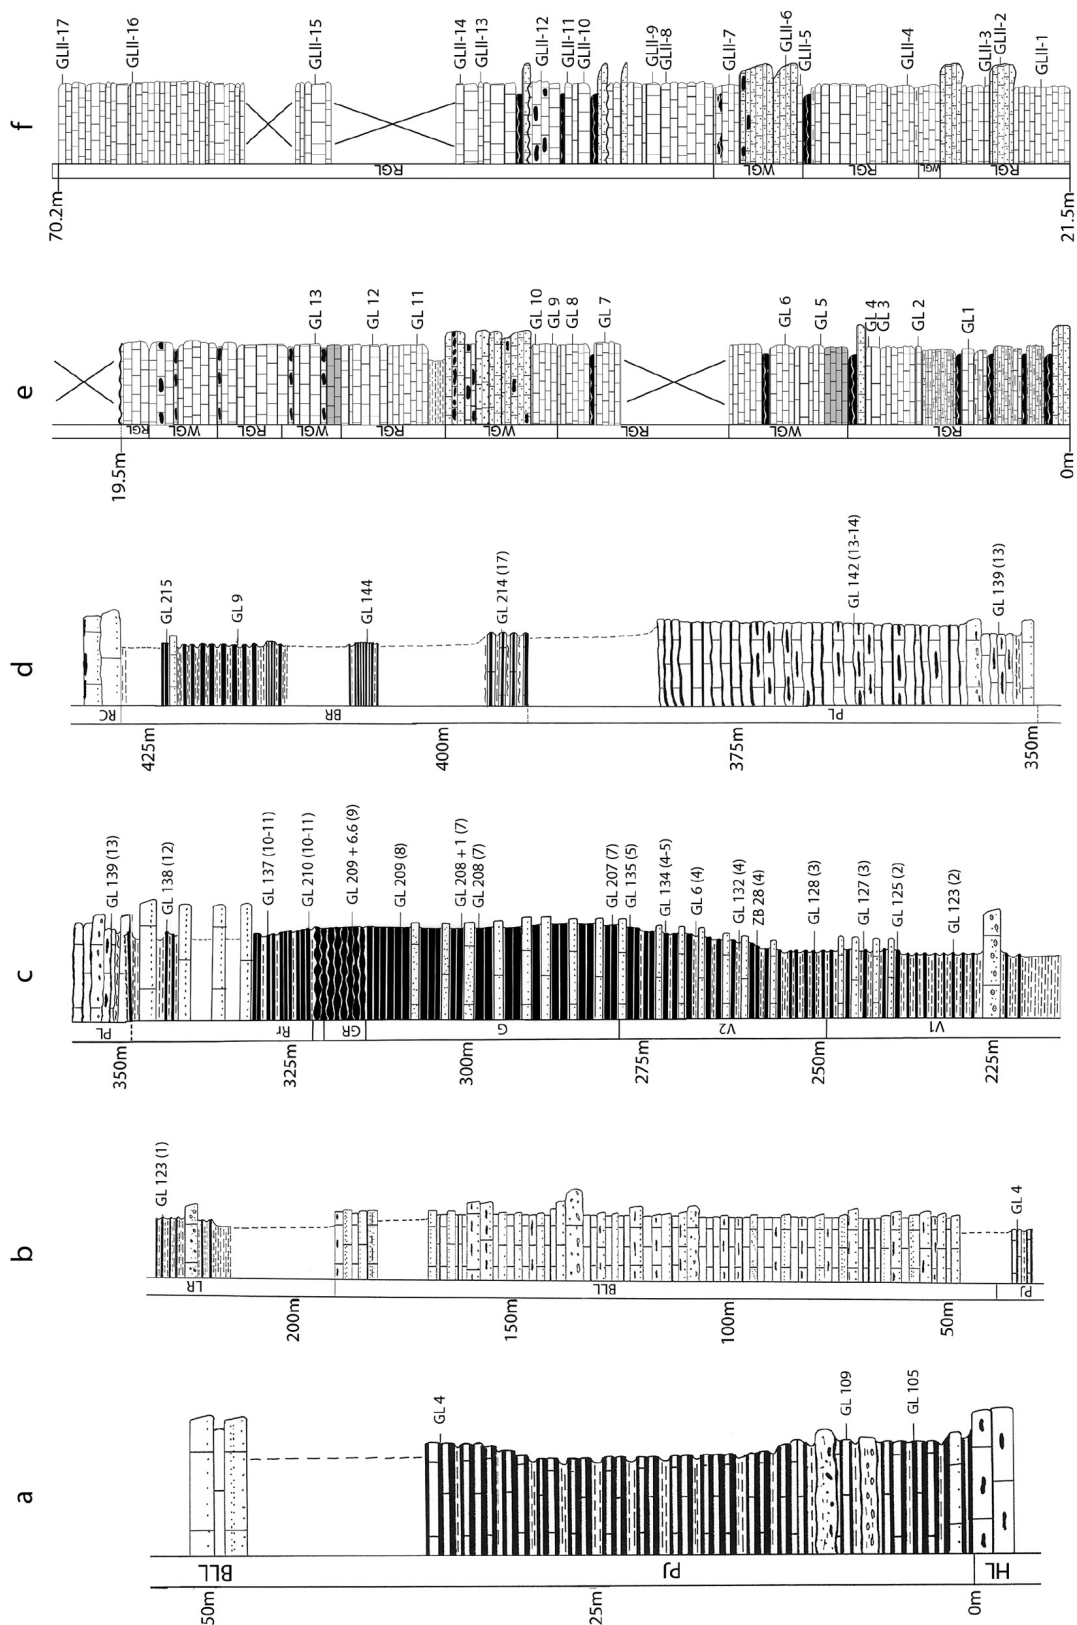 a
50m
25m
0m
BLL
PJ
HL
GL 4
GL 109
GL 105
b
200m
150m
100m
50m
LR
BLL
PJ
GL 123 (1)
GL 4
c
350m
325m
300m
275m
250m
225m
PL
Rr
GR
G
V2
V1
GL 139 (13)
GL 138 (12)
GL 137 (10-11)
GL 210 (10-11)
GL 209 + 6.6 (9)
GL 209 (8)
GL 208 + 1 (7)
GL 208 (7)
GL 207 (7)
GL 135 (5)
GL 134 (4-5)
GL 6 (4)
GL 132 (4)
ZB 28 (4)
GL 128 (3)
GL 127 (3)
GL 125 (2)
GL 123 (2)
d
425m
400m
375m
350m
RC
BR
PL
GL 215
GL 9
GL 144
GL 214 (17)
GL 142 (13-14)
GL 139 (13)
e
19.5m
0m
RGL
WGL
RGL
WGL
RGL
WGL
RGL
WGL
RGL
GL 13
GL 12
GL 11
GL 10
GL 9
GL 8
GL 7
GL 6
GL 5
GL 4
GL 3
GL 2
GL1
f
70.2m
21.5m
RGL
WGL
RGL
WGL
RGL
GLII-17
GLII-16
GLII-15
GLII-14
GLII-13
GLII-12
GLII-11
GLII-10
GLII-9
GLII-8
GLII-7
GLII-6
GLII-5
GLII-4
GLII-3
GLII-2
GLII-1